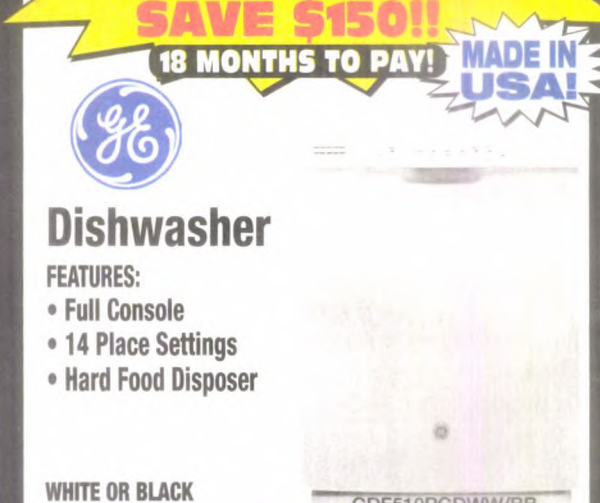 SAVE $150!!
18 MONTHS TO PAY!
MADE IN
USA!
GE
Dishwasher
FEATURES:
• Full Console
• 14 Place Settings
• Hard Food Disposer
WHITE OR BLACK